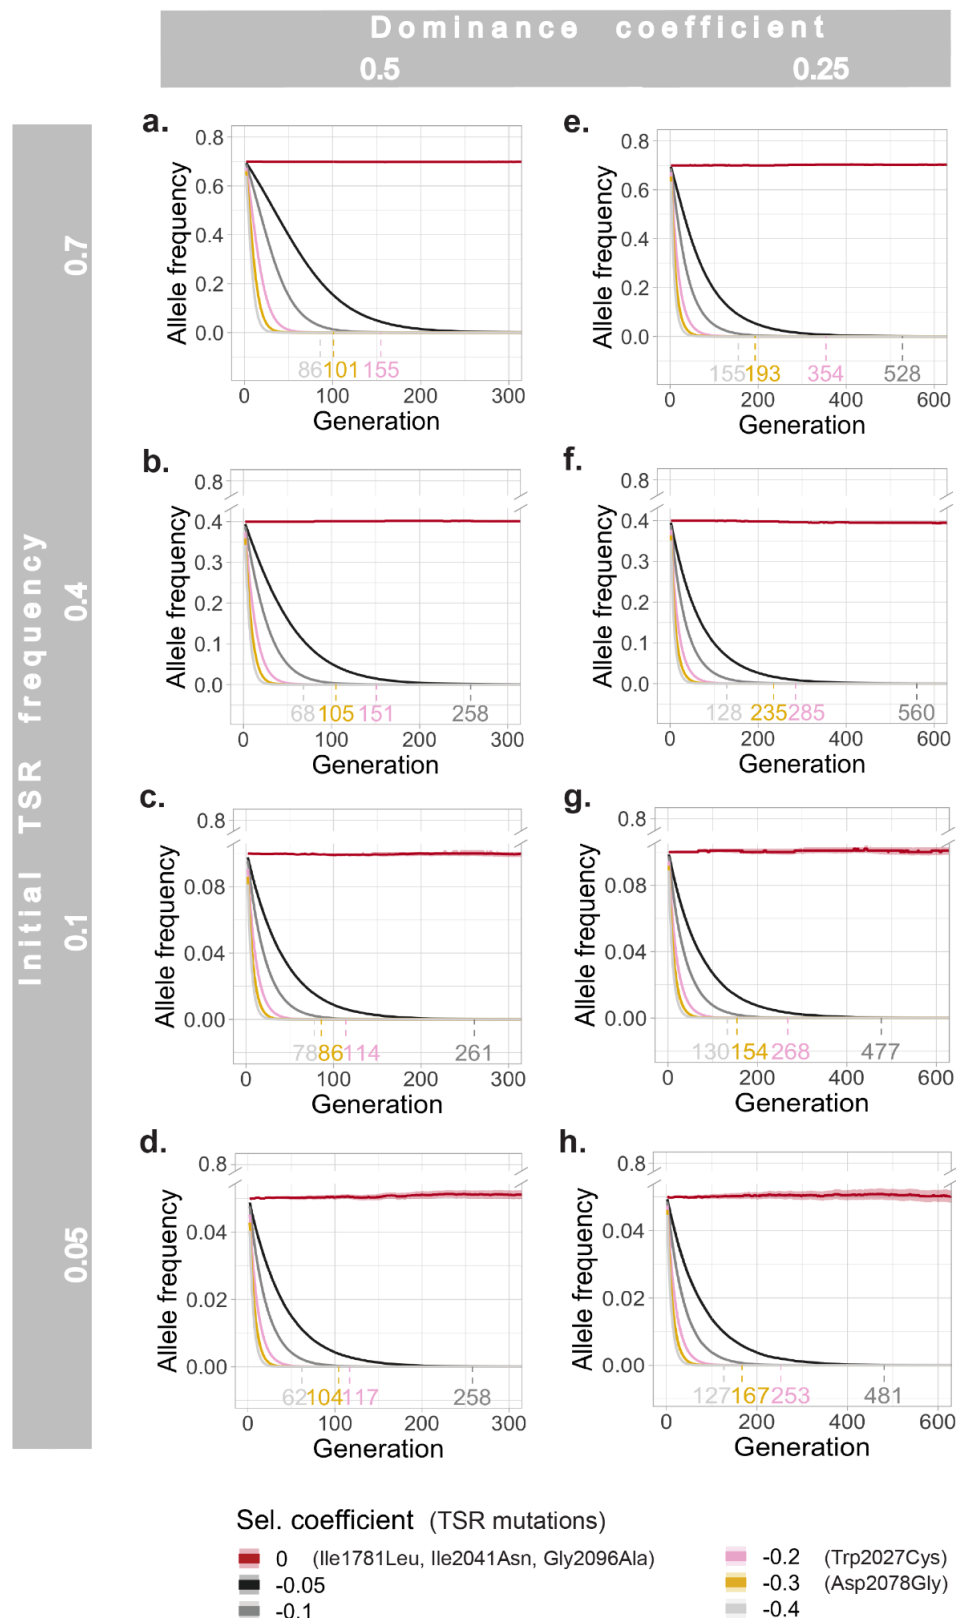 Dominance coefficient
0.5 0.25
Initial TSR frequency
0.7
0.4
0.1
0.05
a.
0.8
0.6
0.4
0.2
0.0
Allele frequency
86 101 155
0 100 200 300
Generation
e.
0.8
0.6
0.4
0.2
0.0
Allele frequency
155 193 354 528
0 200 400 600
Generation
b.
0.8
0.4
0.3
0.2
0.1
0.0
Allele frequency
68 105 151 258
0 100 200 300
Generation
f.
0.8
0.4
0.3
0.2
0.1
0.0
Allele frequency
128 235 285 560
0 200 400 600
Generation
c.
0.8
0.08
0.04
0.00
Allele frequency
78 86 114 261
0 100 200 300
Generation
g.
0.8
0.08
0.04
0.00
Allele frequency
130 154 268 477
0 200 400 600
Generation
d.
0.8
0.04
0.02
0.00
Allele frequency
62 104 117 258
0 100 200 300
Generation
h.
0.8
0.04
0.02
0.00
Allele frequency
127 167 253 481
0 200 400 600
Generation
Sel. coefficient (TSR mutations)
0 (Ile1781Leu, Ile2041Asn, Gly2096Ala)
-0.05
-0.1
-0.2 (Trp2027Cys)
-0.3 (Asp2078Gly)
-0.4